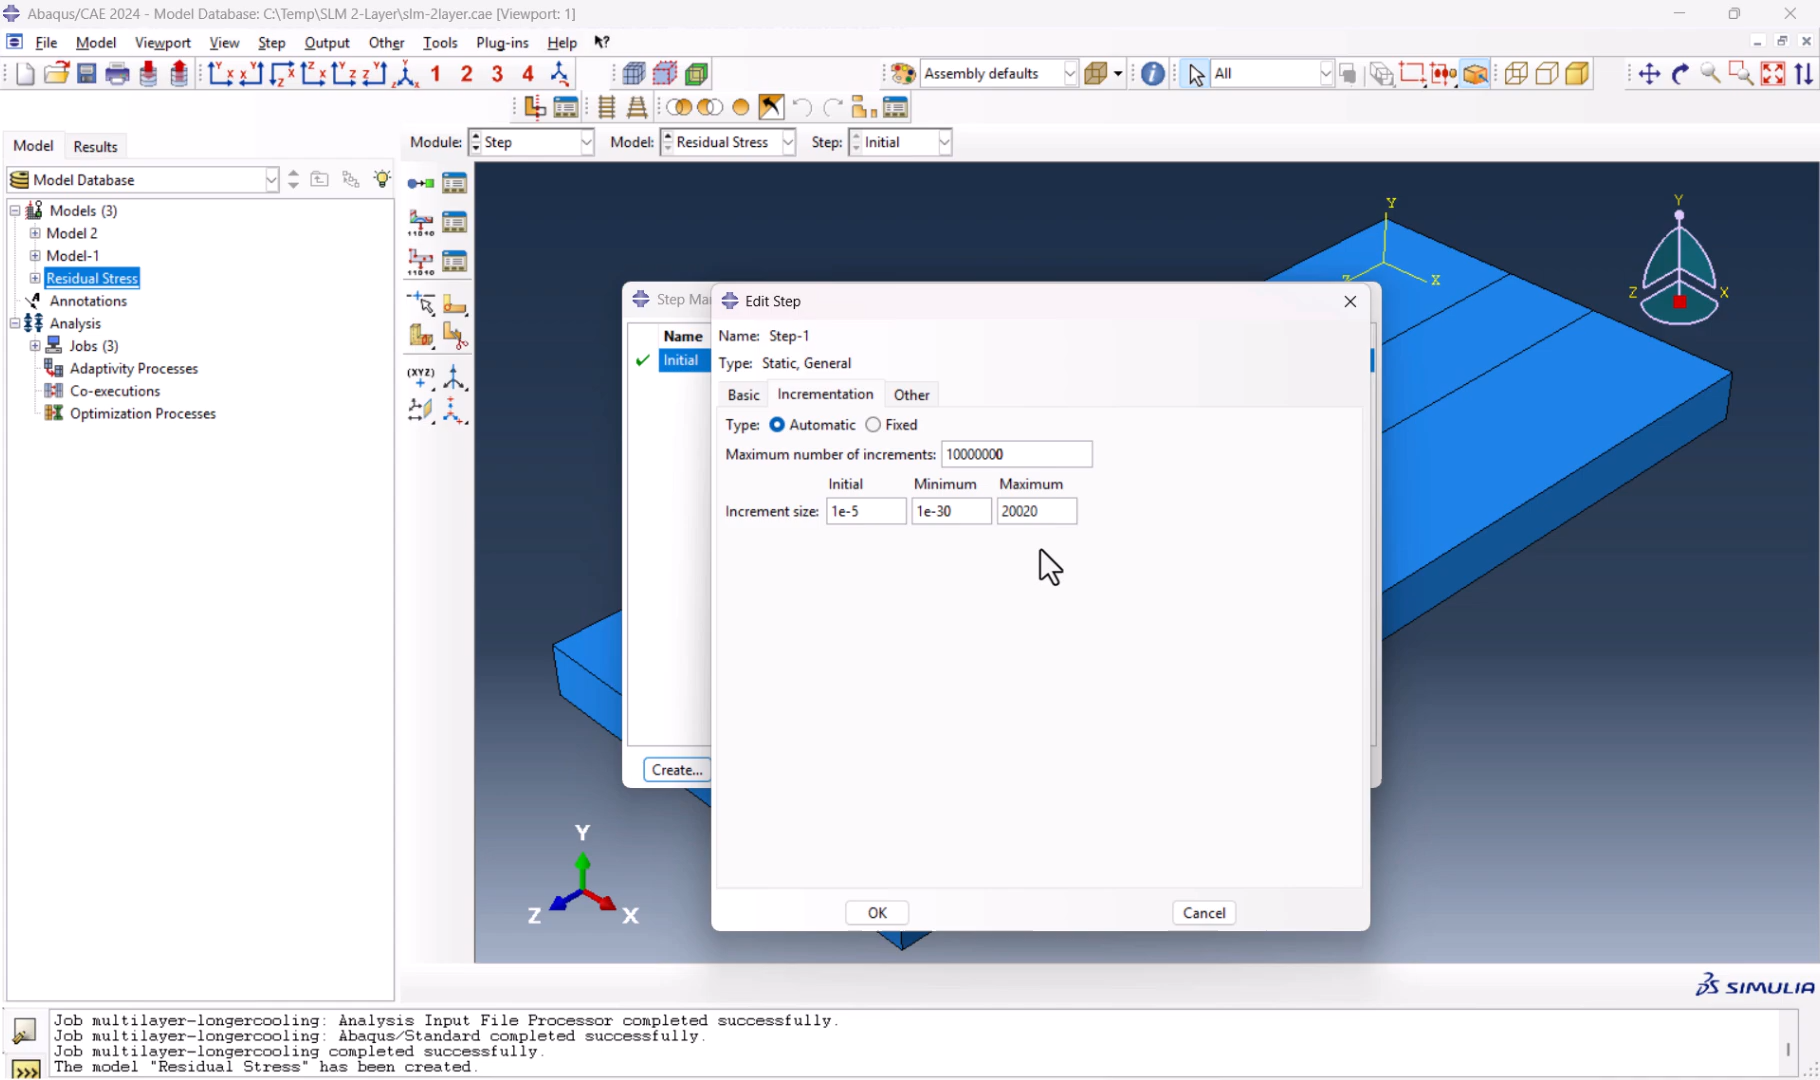 Abaqus/CAE 2024 - Model Database: C:\Temp\SLM 2-Layer\slm-2layer.cae [Viewport: 1]
File Model Viewport View Step Output Other Tools Plug-ins Help
1 2 3 4 Assembly defaults All
Model Results
Module: Step Model: Residual Stress Step: Initial
Model Database
Models (3)
Model 2
Model-1
Residual Stress
Annotations
Analysis
Jobs (3)
Adaptivity Processes
Co-executions
Optimization Processes
(XYZ)
Y
Z X
Y
Z X
Step Ma
Edit Step
Name
Initial
Name: Step-1
Type: Static, General
Basic Incrementation Other
Type: Automatic Fixed
Maximum number of increments: 10000000
Initial Minimum Maximum
Increment size: 1e-5 1e-30 20020
Create...
OK Cancel
Y
Z X
SIMULIA
Job multilayer-longercooling: Analysis Input File Processor completed successfully.
Job multilayer-longercooling: Abaqus/Standard completed successfully.
Job multilayer-longercooling completed successfully.
The model "Residual Stress" has been created.
>>>